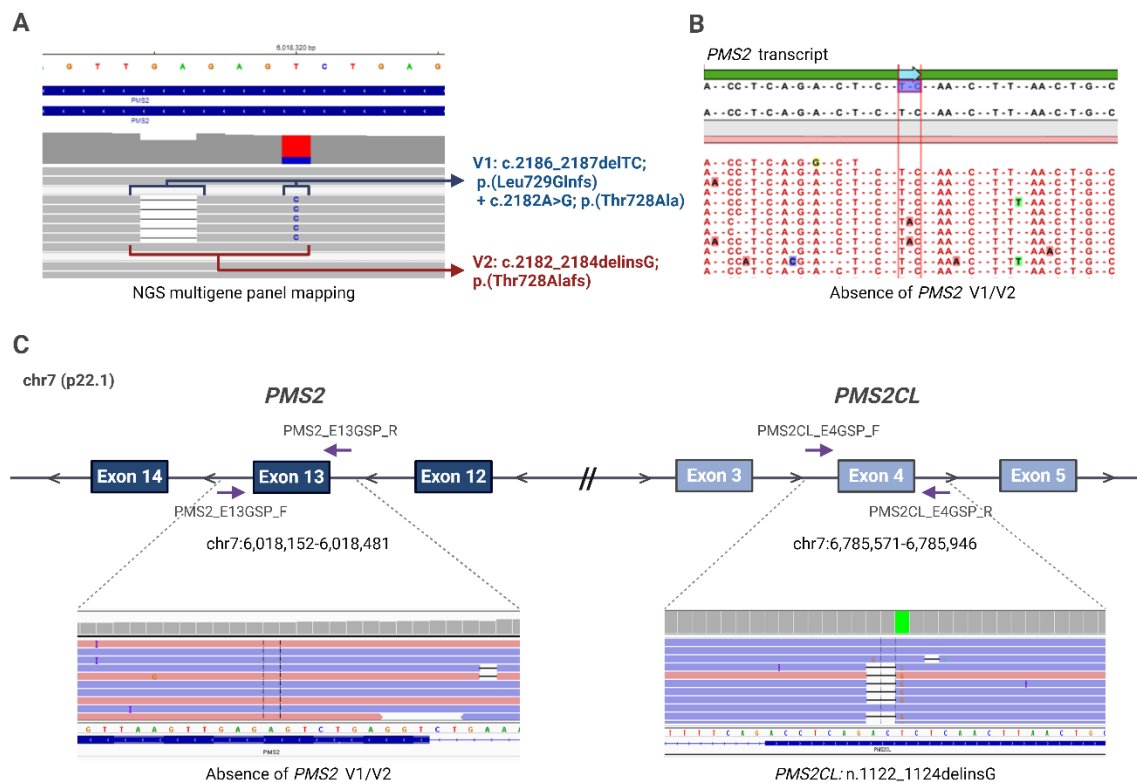 A
6,018,320 bp
G T T G A G A G T C T G A G
PMS2
PMS2
C
C
C
C
V1: c.2186_2187delTC;
p.(Leu729Glnfs)
+ c.2182A>G; p.(Thr728Ala)
V2: c.2182_2184delinsG;
p.(Thr728Alafs)
NGS multigene panel mapping
B
PMS2 transcript
A--CC-T-C-A-G-A--C-T-C--T-C--AA--C--T-T--AA-C-T-G-C
A--CC-T-C-A-G-A--C-T-C--T-C--AA--C--T-T--AA-C-T-G-C
Absence of PMS2 V1/V2
C
chr7 (p22.1)
PMS2
PMS2CL
PMS2_E13GSP_R
PMS2CL_E4GSP_F
Exon 14
Exon 13
Exon 12
//
Exon 3
Exon 4
Exon 5
PMS2_E13GSP_F
PMS2CL_E4GSP_R
chr7:6,018,152-6,018,481
chr7:6,785,571-6,785,946
G T T A A G T T G A G A G T C T G A G G T C T G A A A
PMS2
T T T T C A G A C C T C A G A C T C T C A A C T T A A C T G C
PMS2CL
Absence of PMS2 V1/V2
PMS2CL: n.1122_1124delinsG